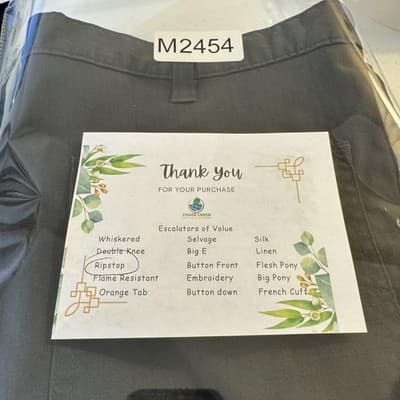 M2454
Thank You
FOR YOUR PURCHASE
Escalators of Value
Whiskered Selvage Silk
Double Knee Big E Linen
Ripstop Button Front Flesh Pony
Flame Resistant Embroidery Big Pony
Orange Tab Button down French Cuff